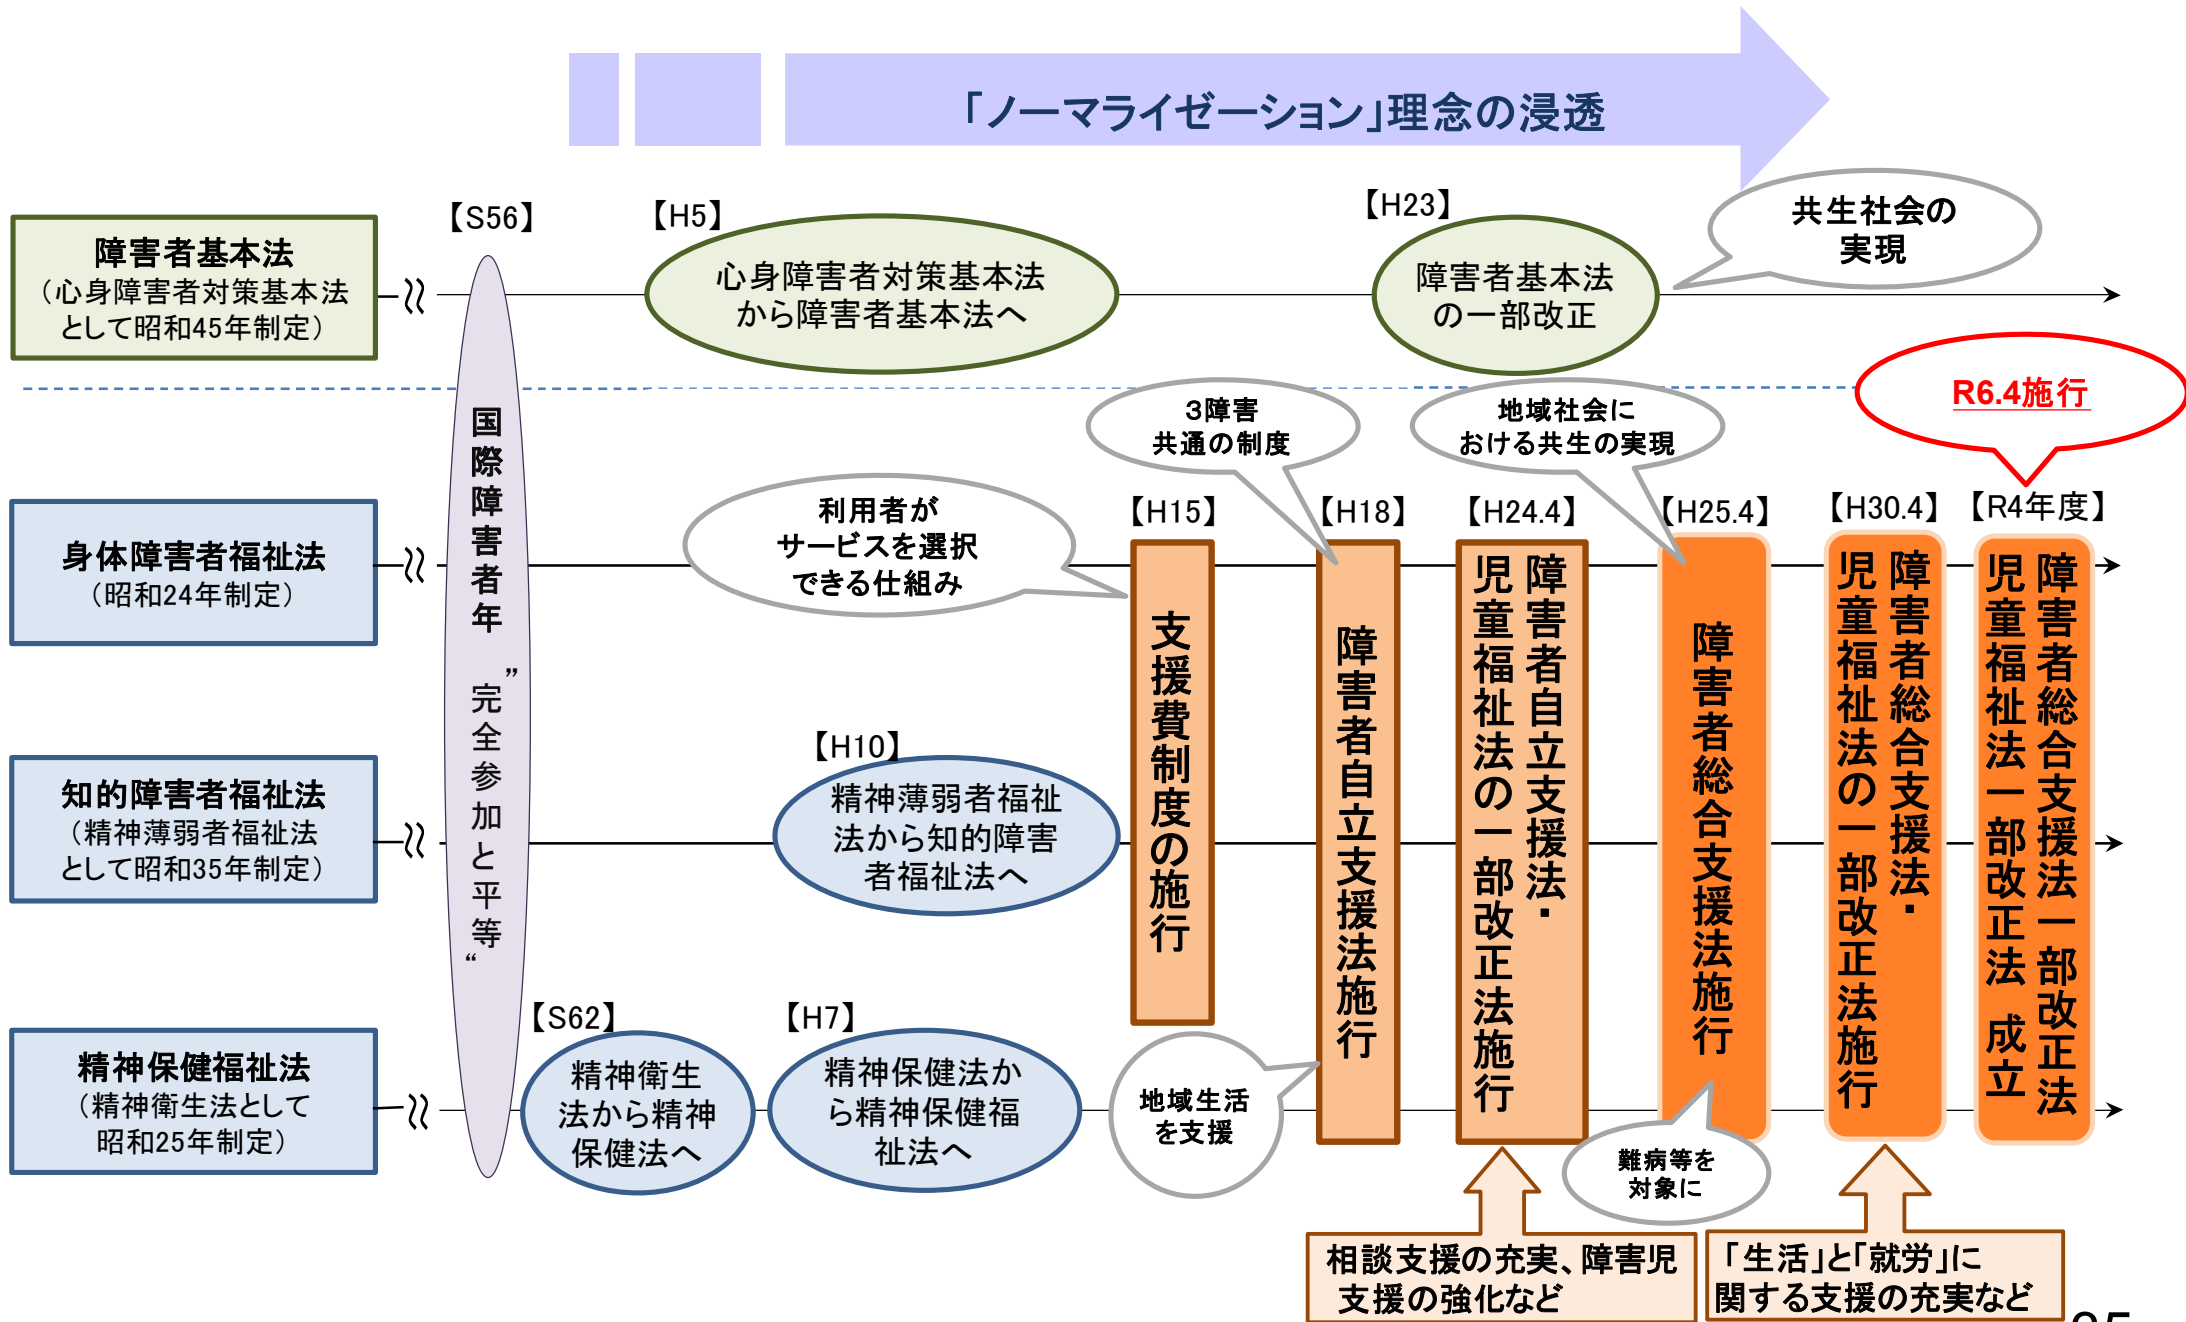 「ノーマライゼーション」理念の浸透
障害者基本法
（心身障害者対策基本法
として昭和45年制定）
【S56】
【H5】
心身障害者対策基本法
から障害者基本法へ
【H23】
障害者基本法
の一部改正
共生社会の
実現
国際障害者年　”完全参加と平等“
R6.4施行
3障害
共通の制度
地域社会に
おける共生の実現
利用者が
サービスを選択
できる仕組み
身体障害者福祉法
（昭和24年制定）
【H15】
支援費制度の施行
【H18】
障害者自立支援法施行
【H24.4】
障害者自立支援法・
児童福祉法の一部改正法施行
【H25.4】
障害者総合支援法施行
【H30.4】
障害者総合支援法・
児童福祉法の一部改正法施行
【R4年度】
障害者総合支援法一部改正法
児童福祉法一部改正法 成立
知的障害者福祉法
（精神薄弱者福祉法
として昭和35年制定）
【H10】
精神薄弱者福祉
法から知的障害
者福祉法へ
精神保健福祉法
（精神衛生法として
昭和25年制定）
【S62】
精神衛生
法から精神
保健法へ
【H7】
精神保健法か
ら精神保健福
祉法へ
地域生活
を支援
難病等を
対象に
相談支援の充実、障害児
支援の強化など
「生活」と「就労」に
関する支援の充実など